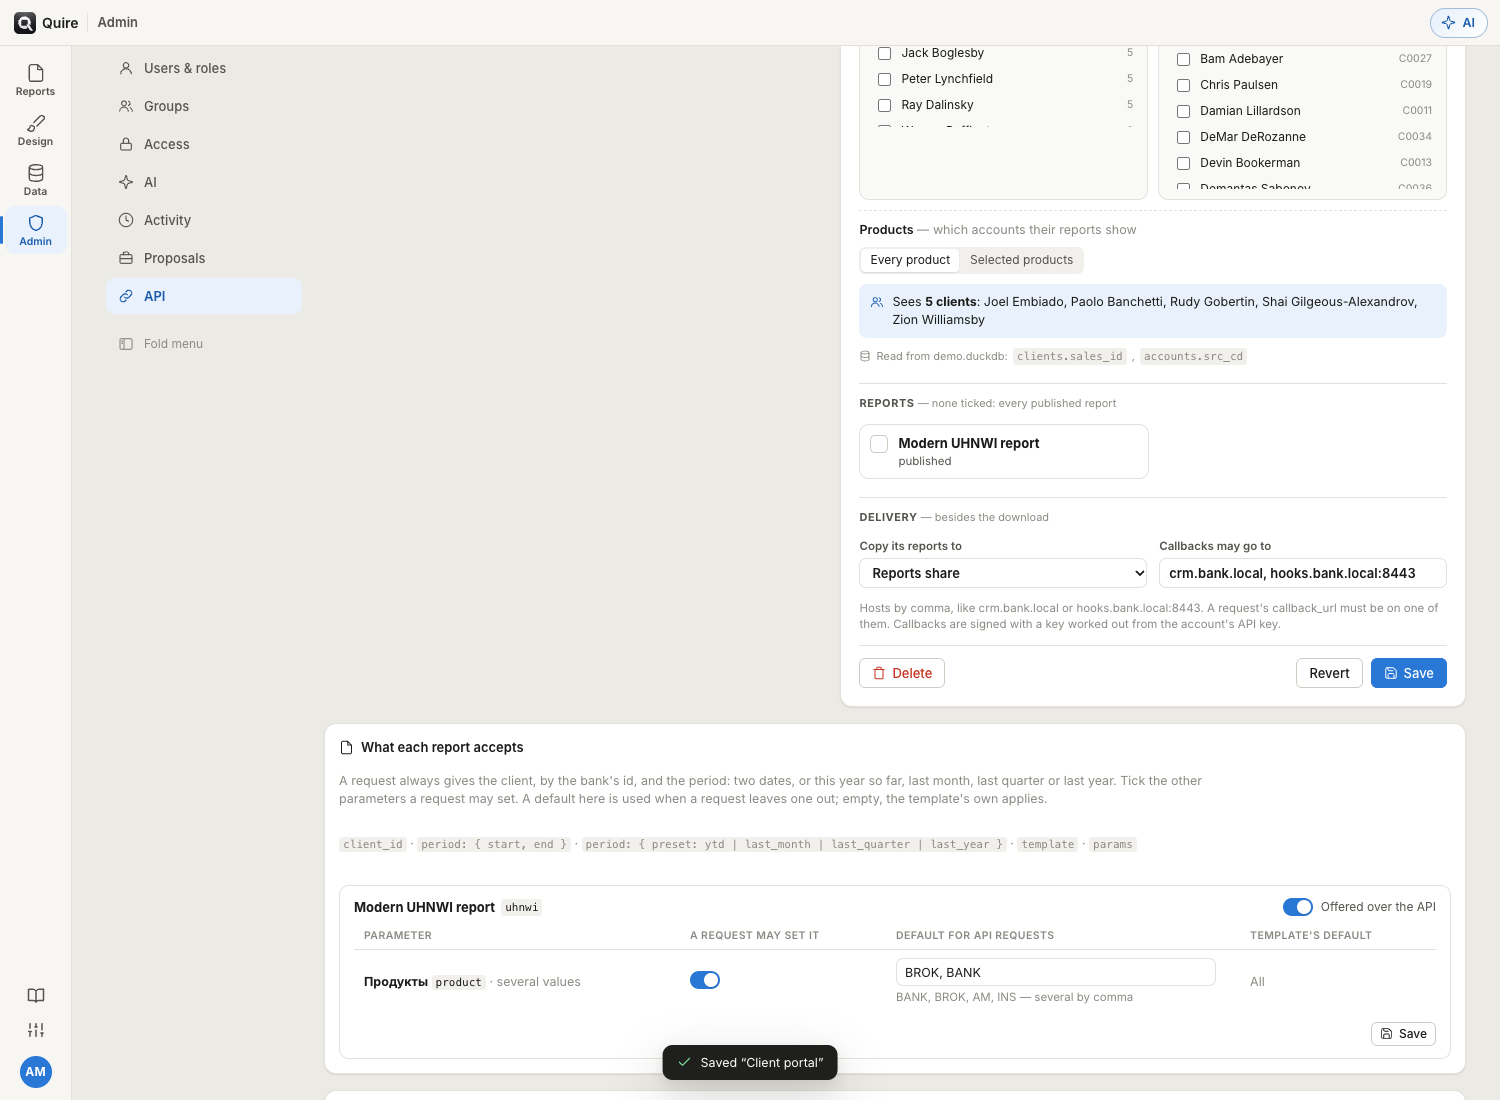 Quire Admin
AI
Reports
Design
Data
Admin
AM
Users & roles
Groups
Access
AI
Activity
Proposals
API
Fold menu
Jack Boglesby 5
Peter Lynchfield 5
Ray Dalinsky 5
Bam Adebayer C0027
Chris Paulsen C0019
Damian Lillardson C0011
DeMar DeRozanne C0034
Devin Bookerman C0013
Products — which accounts their reports show
Every product Selected products
Sees 5 clients: Joel Embiado, Paolo Banchetti, Rudy Gobertin, Shai Gilgeous-Alexandrov,
Zion Williamsby
Read from demo.duckdb: clients.sales_id , accounts.src_cd
REPORTS — none ticked: every published report
Modern UHNWI report
published
DELIVERY — besides the download
Copy its reports to
Reports share
Callbacks may go to
crm.bank.local, hooks.bank.local:8443
Hosts by comma, like crm.bank.local or hooks.bank.local:8443. A request's callback_url must be on one of
them. Callbacks are signed with a key worked out from the account's API key.
Delete Revert Save
What each report accepts
A request always gives the client, by the bank's id, and the period: two dates, or this year so far, last month, last quarter or last year. Tick the other
parameters a request may set. A default here is used when a request leaves one out; empty, the template's own applies.
client_id · period: { start, end } · period: { preset: ytd | last_month | last_quarter | last_year } · template · params
Modern UHNWI report uhnwi Offered over the API
PARAMETER A REQUEST MAY SET IT DEFAULT FOR API REQUESTS TEMPLATE'S DEFAULT
Продукты product · several values BROK, BANK All
BANK, BROK, AM, INS — several by comma
Save
Saved “Client portal”